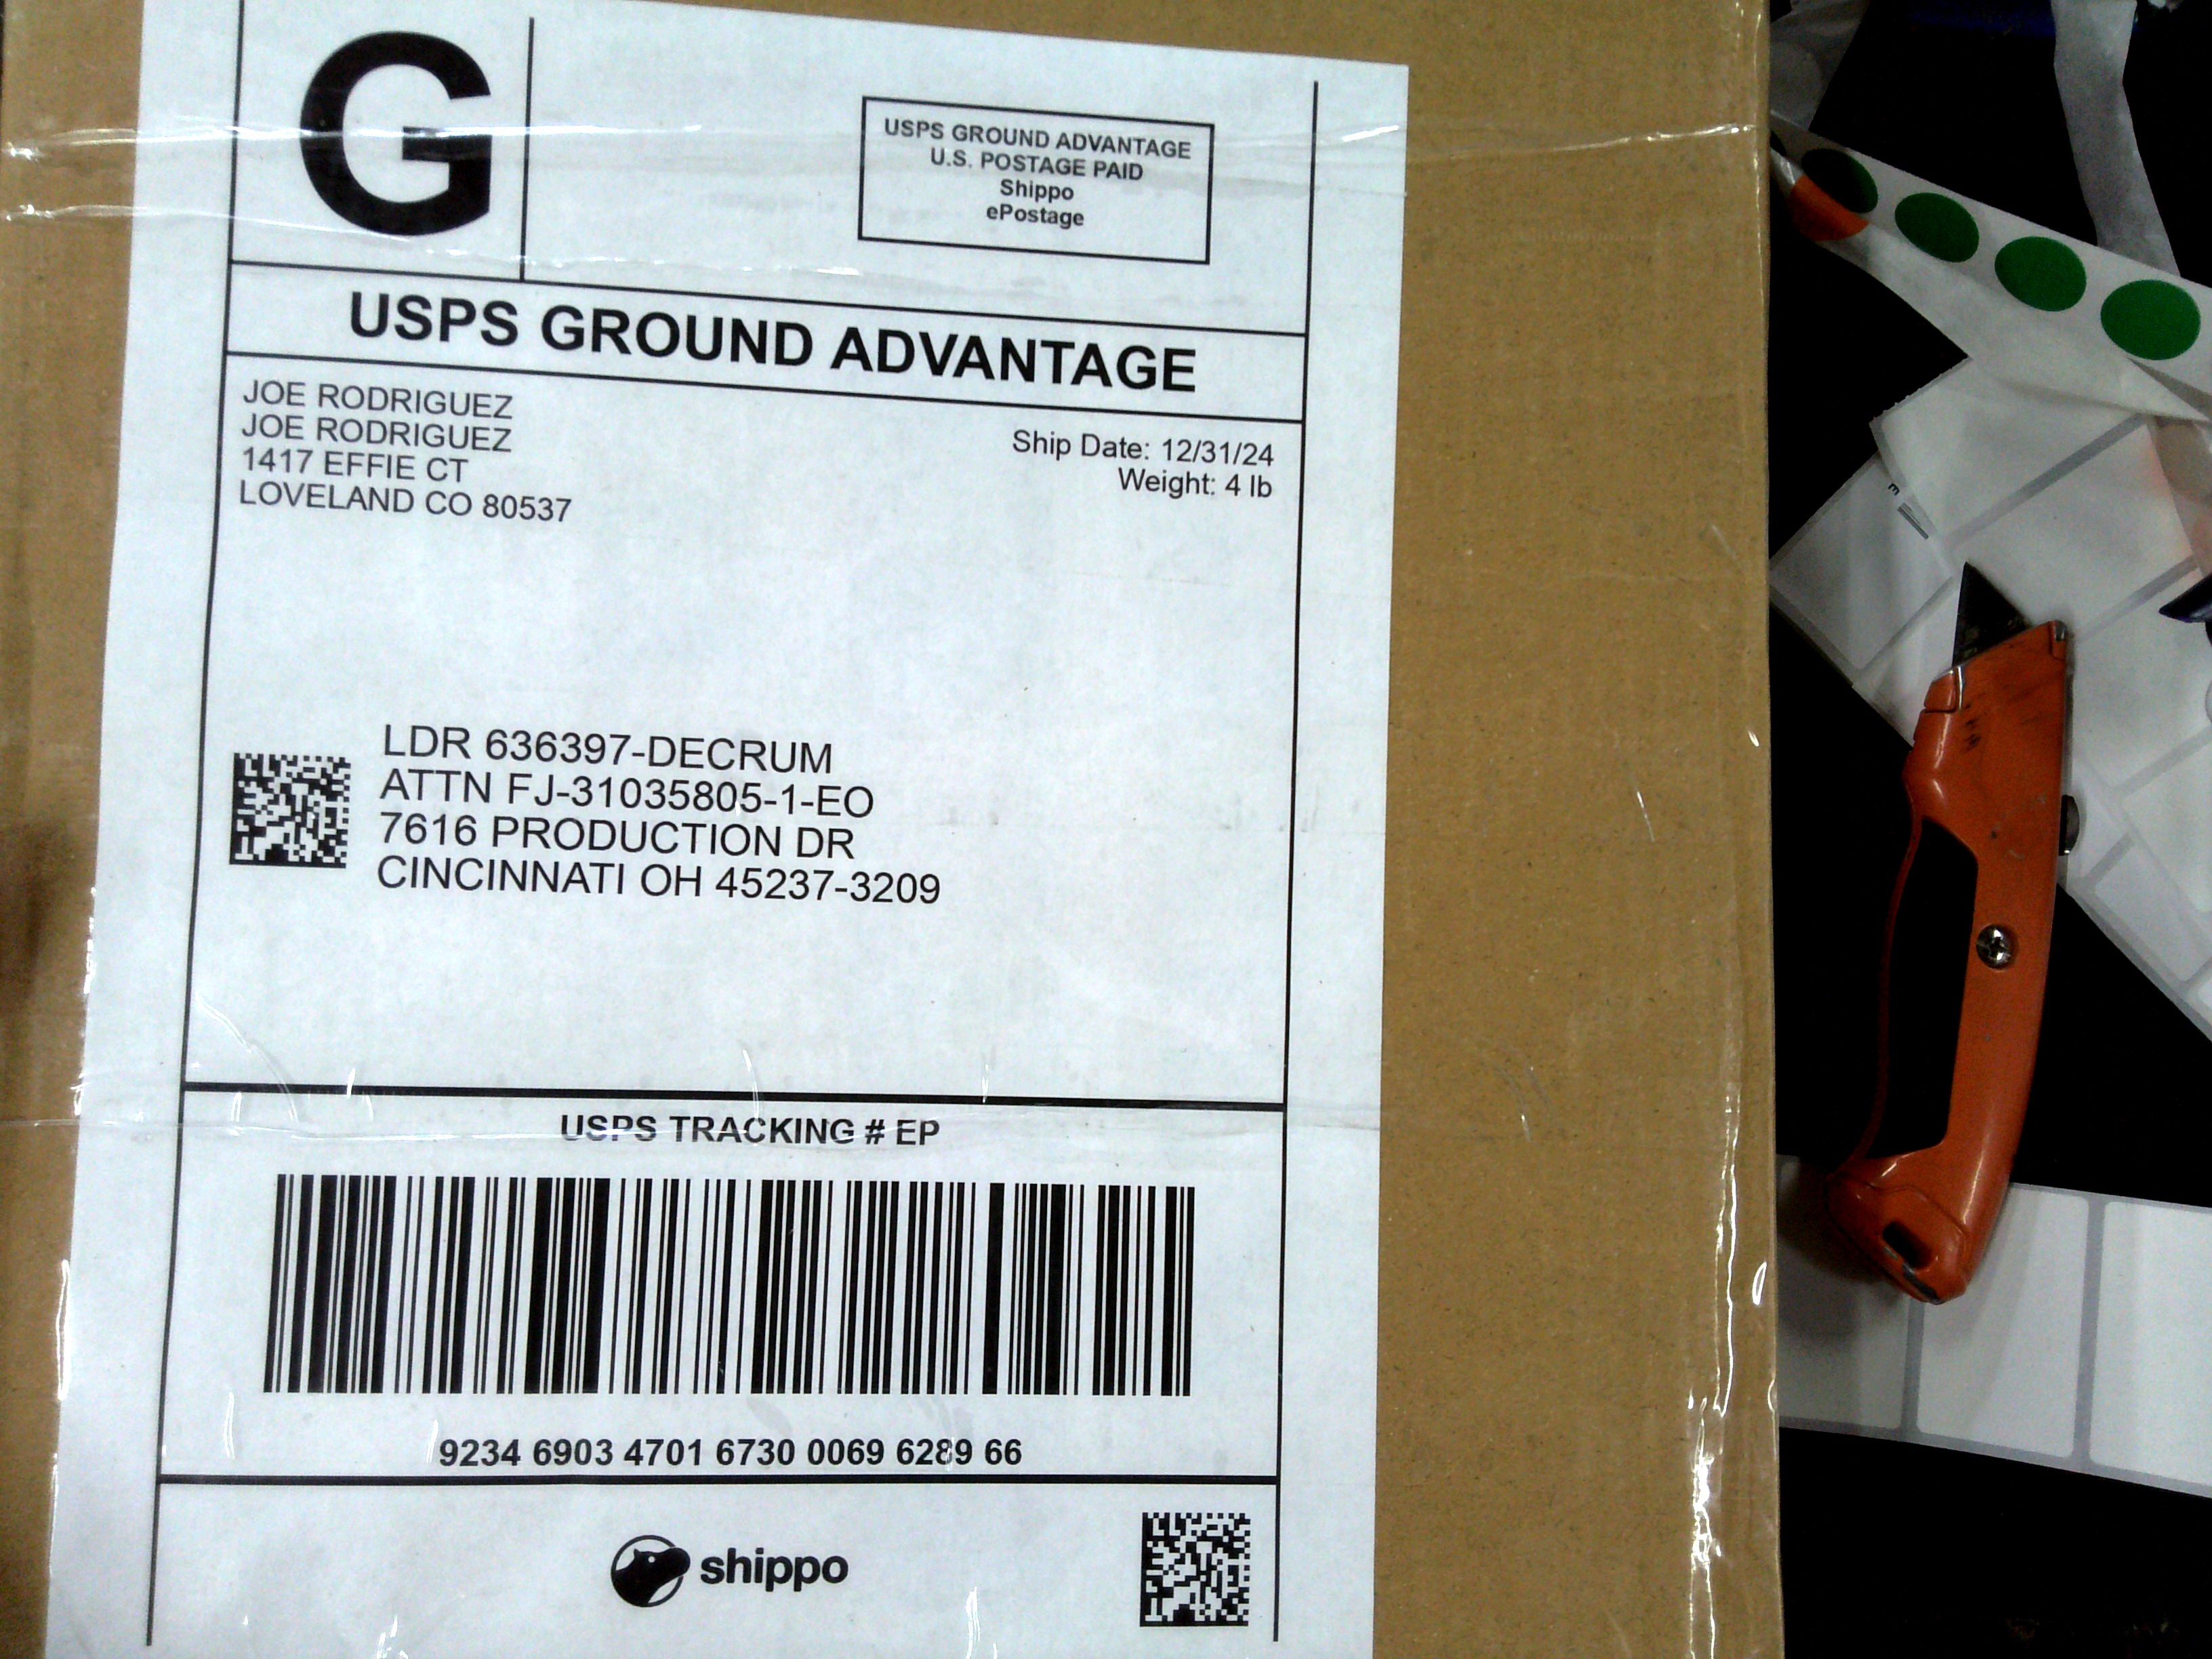 G
USPS GROUND ADVANTAGE
U.S. POSTAGE PAID
Shippo
ePostage
USPS GROUND ADVANTAGE
JOE RODRIGUEZ
JOE RODRIGUEZ
1417 EFFIE CT
LOVELAND CO 80537
Ship Date: 12/31/24
Weight: 4 lb
LDR 636397-DECRUM
ATTN FJ-31035805-1-EO
7616 PRODUCTION DR
CINCINNATI OH 45237-3209
USPS TRACKING # EP
9234 6903 4701 6730 0069 6289 66
shippo